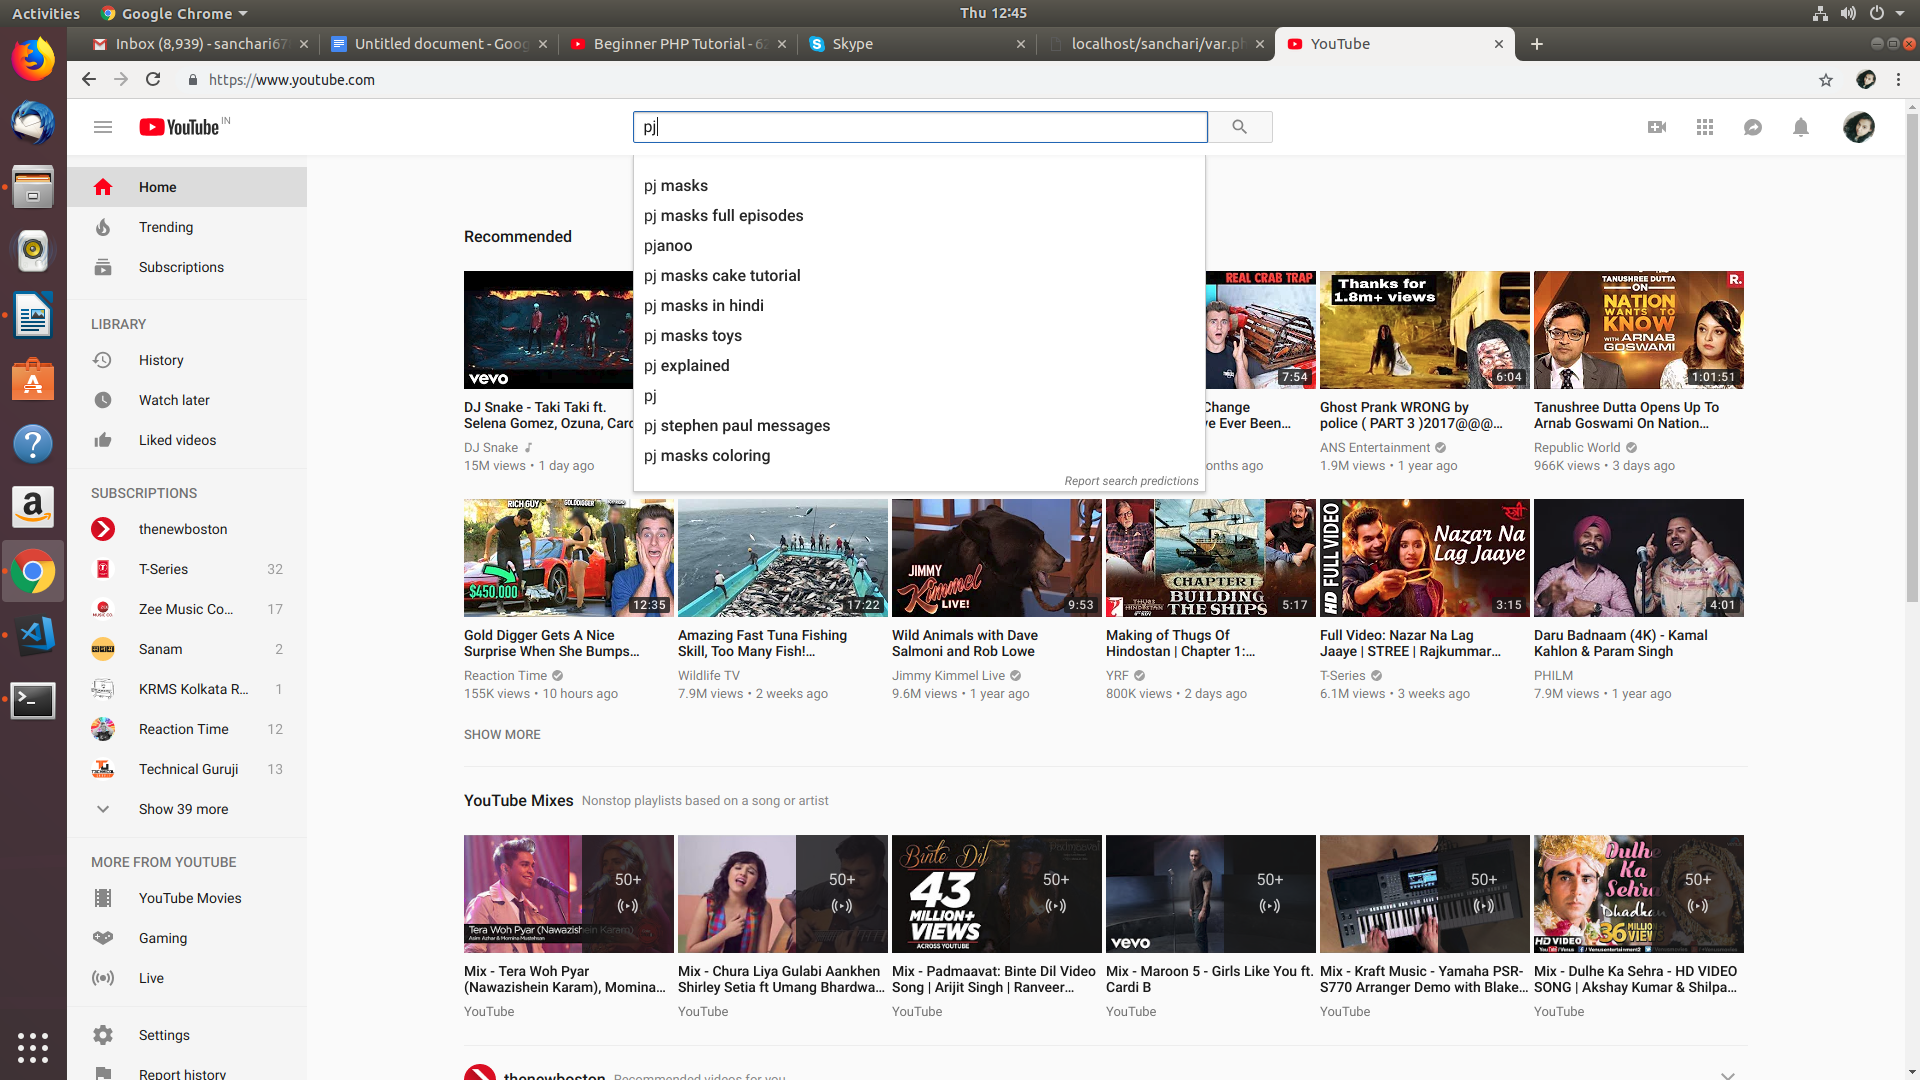 Activities
Google Chrome
Thu 12:45
Inbox (8,939) - sanchari67
Untitled document - Goog
Beginner PHP Tutorial - 62
Skype
localhost/sanchari/var.ph
YouTube
https://www.youtube.com
YouTube IN
pj
Home
Trending
Subscriptions
LIBRARY
History
Watch later
Liked videos
SUBSCRIPTIONS
thenewboston
T-Series 32
Zee Music Co... 17
Sanam 2
KRMS Kolkata R... 1
Reaction Time 12
Technical Guruji 13
Show 39 more
MORE FROM YOUTUBE
YouTube Movies
Gaming
Live
Settings
Report history
pj masks
pj masks full episodes
pjanoo
pj masks cake tutorial
pj masks in hindi
pj masks toys
pj explained
pj
pj stephen paul messages
pj masks coloring
Report search predictions
Recommended
vevo
DJ Snake - Taki Taki ft.
Selena Gomez, Ozuna, Card
DJ Snake
15M views • 1 day ago
REAL CRAB TRAP
7:54
Change
ve Ever Been...
onths ago
Thanks for
1.8m+ views
6:04
Ghost Prank WRONG by
police ( PART 3 )2017@@@...
ANS Entertainment
1.9M views • 1 year ago
TANUSHREE DUTTA
ON
NATION
WANTS TO
KNOW
WITH ARNAB
GOSWAMI
R.
1:01:51
Tanushree Dutta Opens Up To
Arnab Goswami On Nation...
Republic World
966K views • 3 days ago
RICH GUY
GOLDDIGGER
$450,000
12:35
Gold Digger Gets A Nice
Surprise When She Bumps...
Reaction Time
155K views • 10 hours ago
17:22
Amazing Fast Tuna Fishing
Skill, Too Many Fish!...
Wildlife TV
7.9M views • 2 weeks ago
JIMMY
Kimmel
LIVE!
9:53
Wild Animals with Dave
Salmoni and Rob Lowe
Jimmy Kimmel Live
9.6M views • 1 year ago
CHAPTER 1
BUILDING
THE SHIPS
THUGS OF
HINDOSTAN
5:17
Making of Thugs Of
Hindostan | Chapter 1:...
YRF
800K views • 2 days ago
HD FULL VIDEO
स्त्री
Nazar Na
Lag Jaaye
3:15
Full Video: Nazar Na Lag
Jaaye | STREE | Rajkummar...
T-Series
6.1M views • 3 weeks ago
4:01
Daru Badnaam (4K) - Kamal
Kahlon & Param Singh
PHILM
7.9M views • 1 year ago
SHOW MORE
YouTube Mixes Nonstop playlists based on a song or artist
Tera Woh Pyar (Nawazishein Karam)
Asim Azhar & Momina Mustehsan
50+
Mix - Tera Woh Pyar
(Nawazishein Karam), Momina...
YouTube
50+
Mix - Chura Liya Gulabi Aankhen
Shirley Setia ft Umang Bhardwa...
YouTube
Binte Dil
43
MILLION+
VIEWS
ACROSS YOUTUBE
50+
Mix - Padmaavat: Binte Dil Video
Song | Arijit Singh | Ranveer...
YouTube
vevo
50+
Mix - Maroon 5 - Girls Like You ft.
Cardi B
YouTube
50+
Mix - Kraft Music - Yamaha PSR-
S770 Arranger Demo with Blake...
YouTube
Dulhe
Ka
Sehra
Dhadkan
HD VIDEO
36 MILLION
VIEWS
50+
Mix - Dulhe Ka Sehra - HD VIDEO
SONG | Akshay Kumar & Shilpa...
YouTube
thenewboston Recommended videos for you